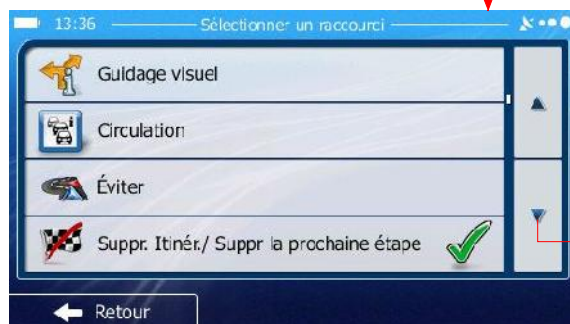 13:36 Sélectionner un raccourci
Guidage visuel
Circulation
Éviter
Suppr. Itinér./ Suppr la prochaine étape
Retour